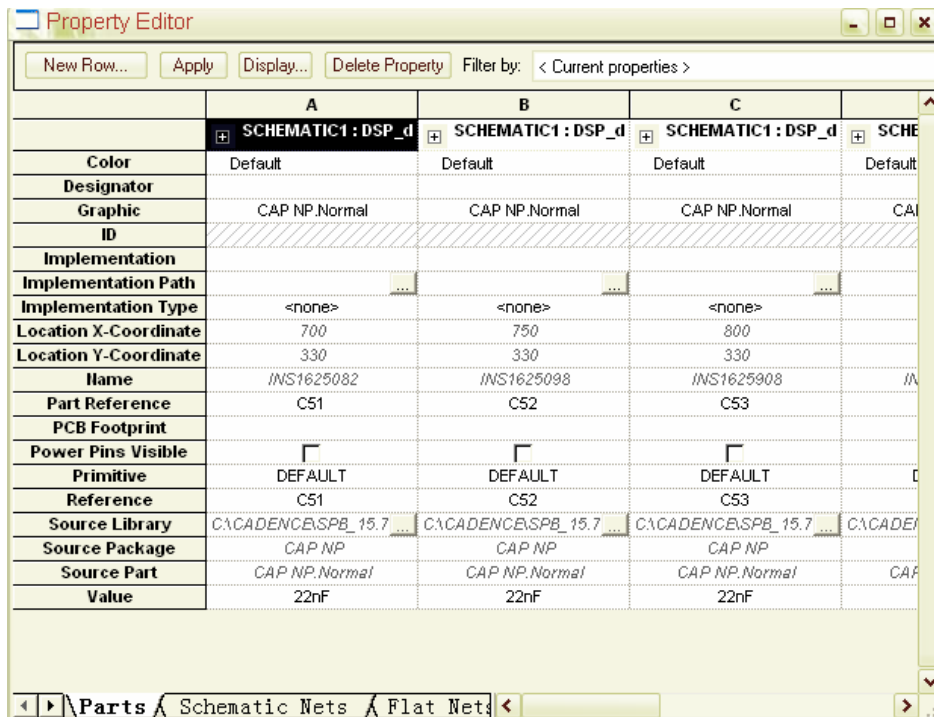 Property Editor
New Row... Apply Display... Delete Property Filter by: < Current properties >
A B C
SCHEMATIC1 : DSP_d SCHEMATIC1 : DSP_d SCHEMATIC1 : DSP_d SCHE
Color Default Default Default Default
Designator
Graphic CAP NP.Normal CAP NP.Normal CAP NP.Normal CAI
ID
Implementation
Implementation Path ... ... ...
Implementation Type <none> <none> <none>
Location X-Coordinate 700 750 800
Location Y-Coordinate 330 330 330
Name INS1625082 INS1625098 INS1625908 IN
Part Reference C51 C52 C53
PCB Footprint
Power Pins Visible
Primitive DEFAULT DEFAULT DEFAULT
Reference C51 C52 C53
Source Library C:\CADENCE\SPB_15.7 ... C:\CADENCE\SPB_15.7 ... C:\CADENCE\SPB_15.7 ... C:\CADE
Source Package CAP NP CAP NP CAP NP
Source Part CAP NP.Normal CAP NP.Normal CAP NP.Normal CAP
Value 22nF 22nF 22nF
Parts Schematic Nets Flat Nets